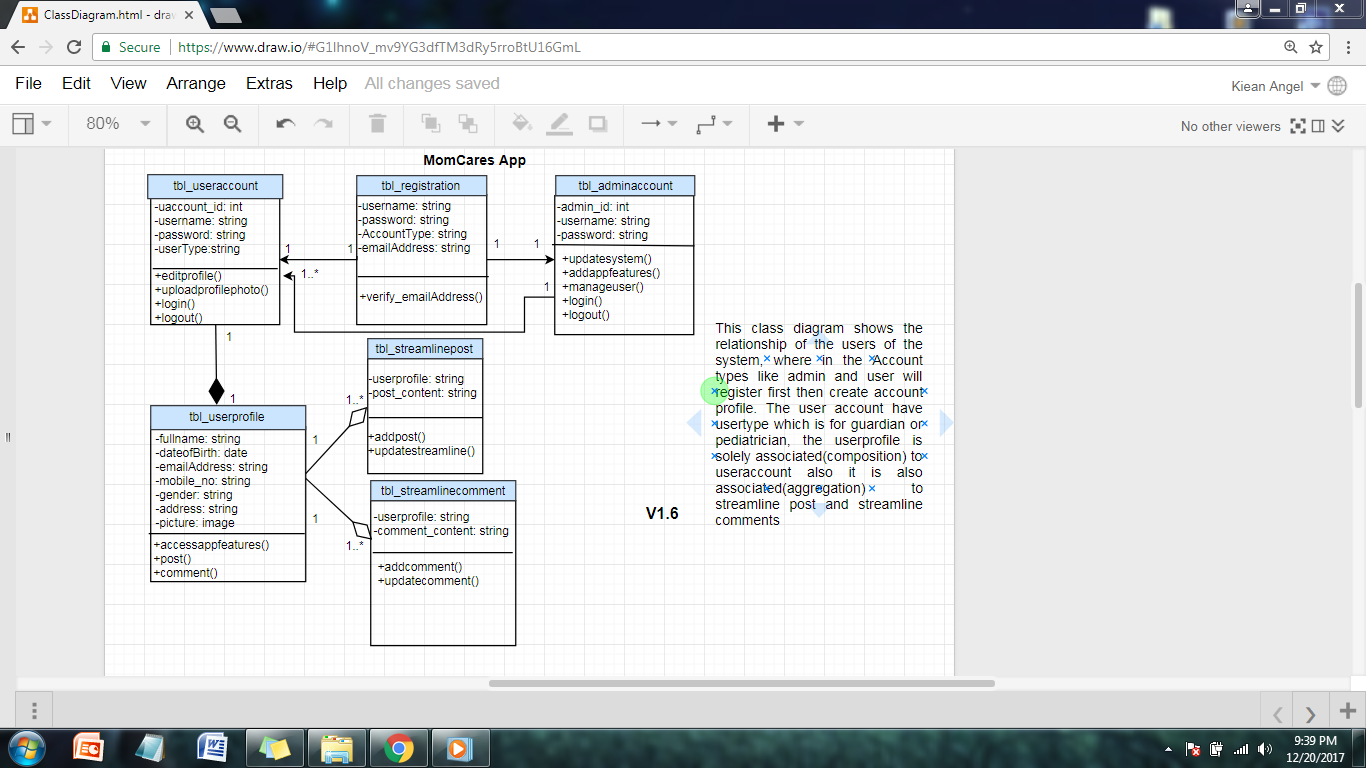 ClassDiagram.html - drav
Secure
https://www.draw.io/#G1IhnoV_mv9YG3dfTM3dRy5rroBtU16GmL
File Edit View Arrange Extras Help All changes saved
Kiean Angel
80%
No other viewers
MomCares App
tbl_useraccount
-uaccount_id: int
-username: string
-password: string
-userType:string
+editprofile()
+uploadprofilephoto()
+login()
+logout()
tbl_registration
-username: string
-password: string
-AccountType: string
-emailAddress: string
+verify_emailAddress()
tbl_adminaccount
-admin_id: int
-username: string
-password: string
+updatesystem()
+addappfeatures()
+manageuser()
+login()
+logout()
1
1
1
1
1..*
1
1
1
tbl_streamlinepost
-userprofile: string
-post_content: string
+addpost()
+updatestreamline()
1..*
1
tbl_userprofile
-fullname: string
-dateofBirth: date
-emailAddress: string
-mobile_no: string
-gender: string
-address: string
-picture: image
+accessappfeatures()
+post()
+comment()
1
1..*
tbl_streamlinecomment
-userprofile: string
-comment_content: string
+addcomment()
+updatecomment()
V1.6
This class diagram shows the
relationship of the users of the
system, where in the Account
types like admin and user will
register first then create account
profile. The user account have
usertype which is for guardian or
pediatrician, the userprofile is
solely associated(composition) to
useraccount also it is also
associated(aggregation) to
streamline post and streamline
comments
9:39 PM
12/20/2017